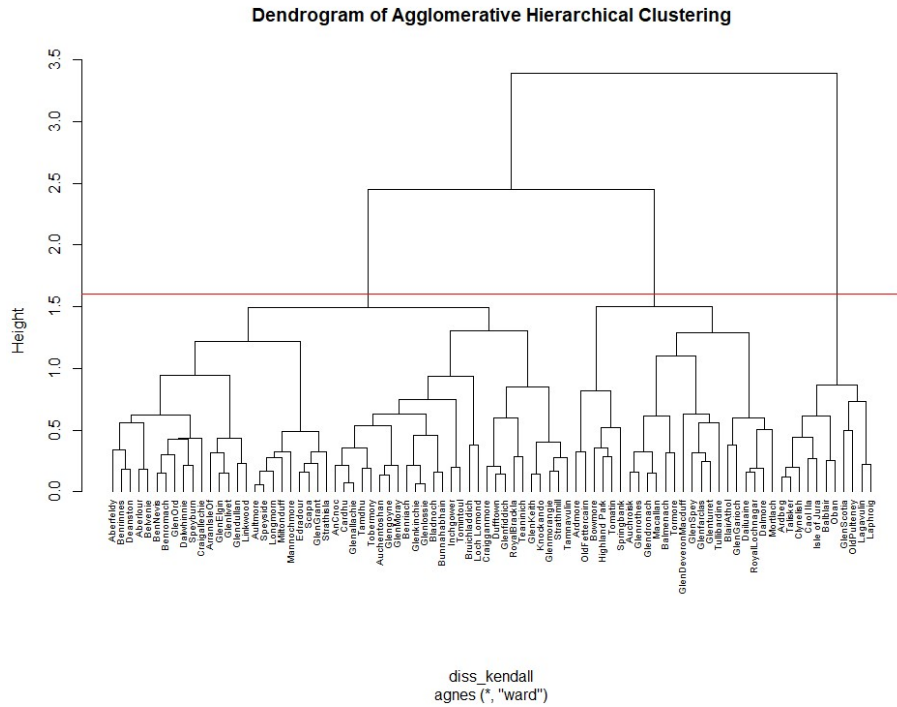 Dendrogram of Agglomerative Hierarchical Clustering
Height
3.5
3.0
2.5
2.0
1.5
1.0
0.5
0.0
Aberfeldy
Benrinnes
Deanston
Aberlour
Belvenie
BenNevis
Benromach
GlenOrd
Dalwhinnie
Speyburn
Craigallechie
ArranIsleOf
GlenElgin
Glenlivet
Glendullan
Linkwood
Aultmore
Speyside
Longmorn
Miltonduff
Mannochmore
Edradour
Scapa
GlenGrant
Strathisla
AnCnoc
Cardhu
Glenallachie
Tamdhu
Tobermory
Auchentoshan
Glengoyne
GlenMoray
Benriach
Glenkinchie
Glenlossie
Bladnoch
Bunnahabhain
Inchgower
Tomintoul
Bruichladdich
Loch Lomond
Craigganmore
Dufftown
Glenfiddich
RoyalBrackla
Teaninich
GlenKeith
Knockando
Glenmorangie
Strathmill
Tamnavulin
Ardmore
OldFettercairn
Bowmore
Highland Park
Tomatin
Springbank
Auchroisk
Glenrothes
Glendronach
Macallan
Balmenach
Tormore
GlenDeveronMacduff
GlenSpey
Glenfarclas
Glenturret
Tullibardine
BlairAthol
GlenGarioch
Dailuaine
RoyalLochnagar
Dalmore
Mortlach
Ardbeg
Talisker
Clynelish
Caol Ila
Isle of Jura
Balblair
Oban
GlenScotia
OldPulteney
Lagavulin
Laphroig
diss_kendall
agnes (*, "ward")